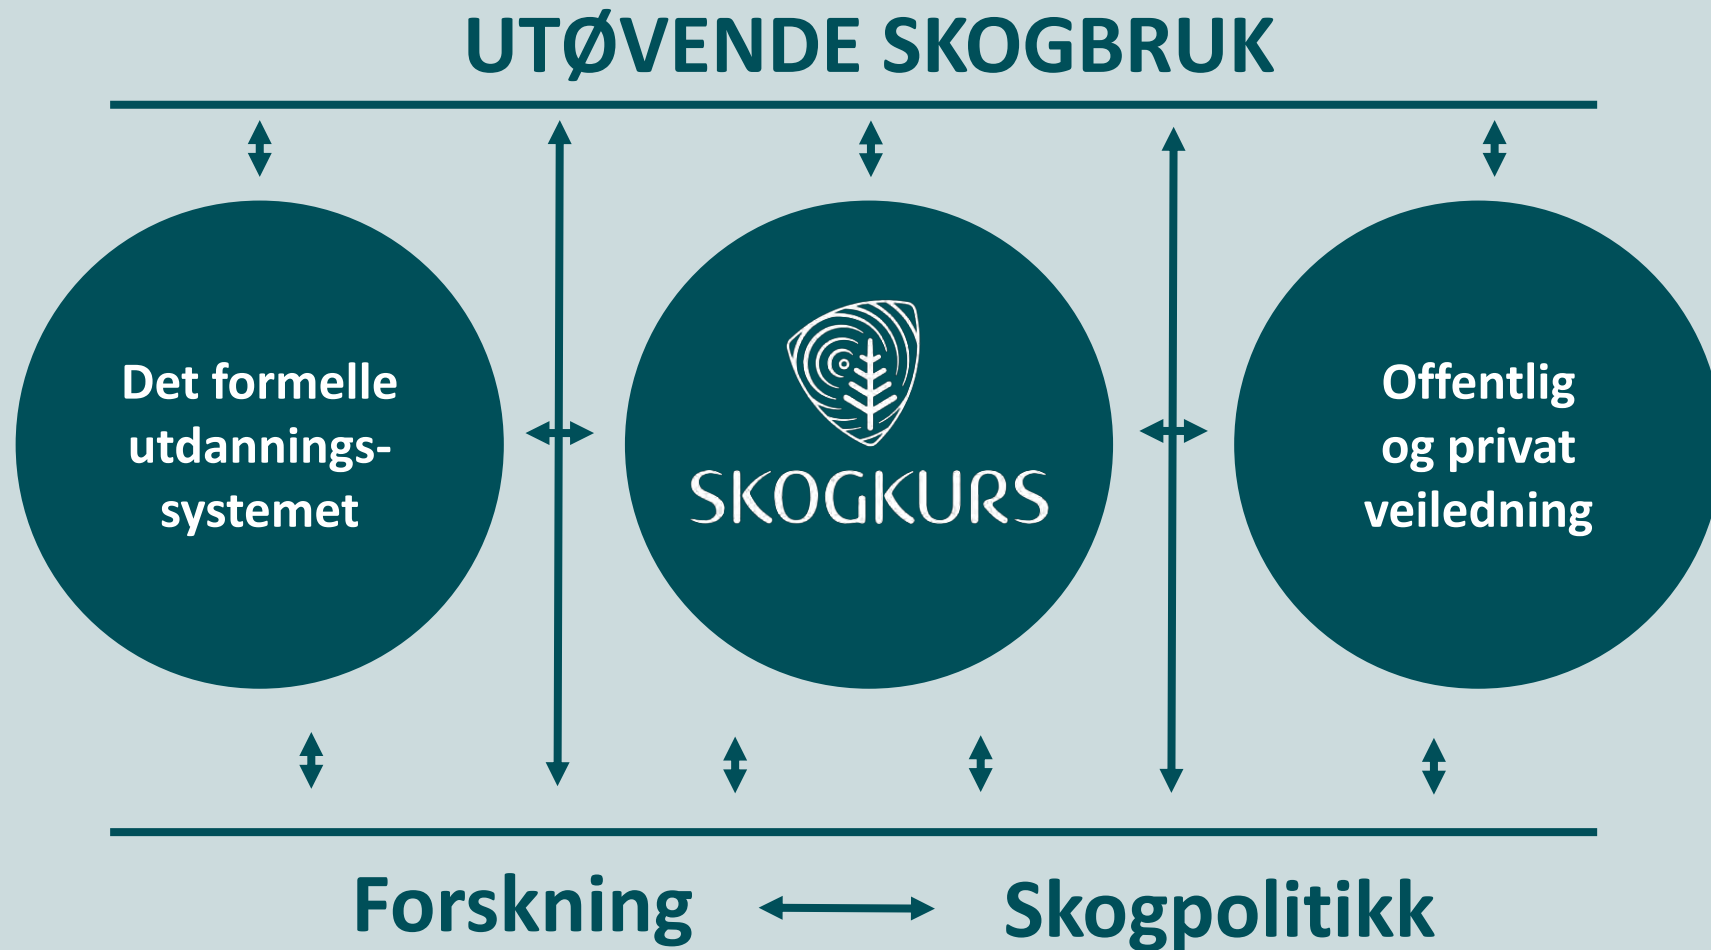 UTØVENDE SKOGBRUK
Det formelle
utdannings-
systemet
SKOGKURS
Offentlig
og privat
veiledning
Forskning
Skogpolitikk